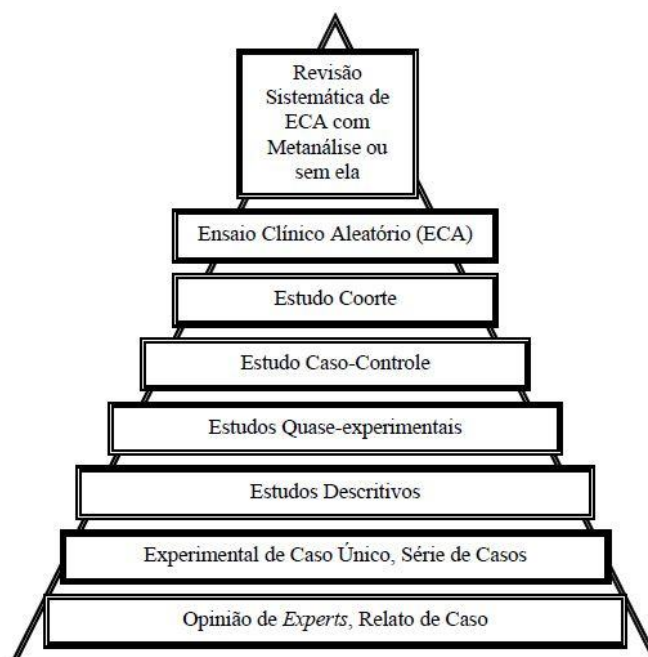 Revisão
Sistemática de
ECA com
Metanálise ou
sem ela
Ensaio Clínico Aleatório (ECA)
Estudo Coorte
Estudo Caso-Controle
Estudos Quase-experimentais
Estudos Descritivos
Experimental de Caso Único, Série de Casos
Opinião de Experts, Relato de Caso